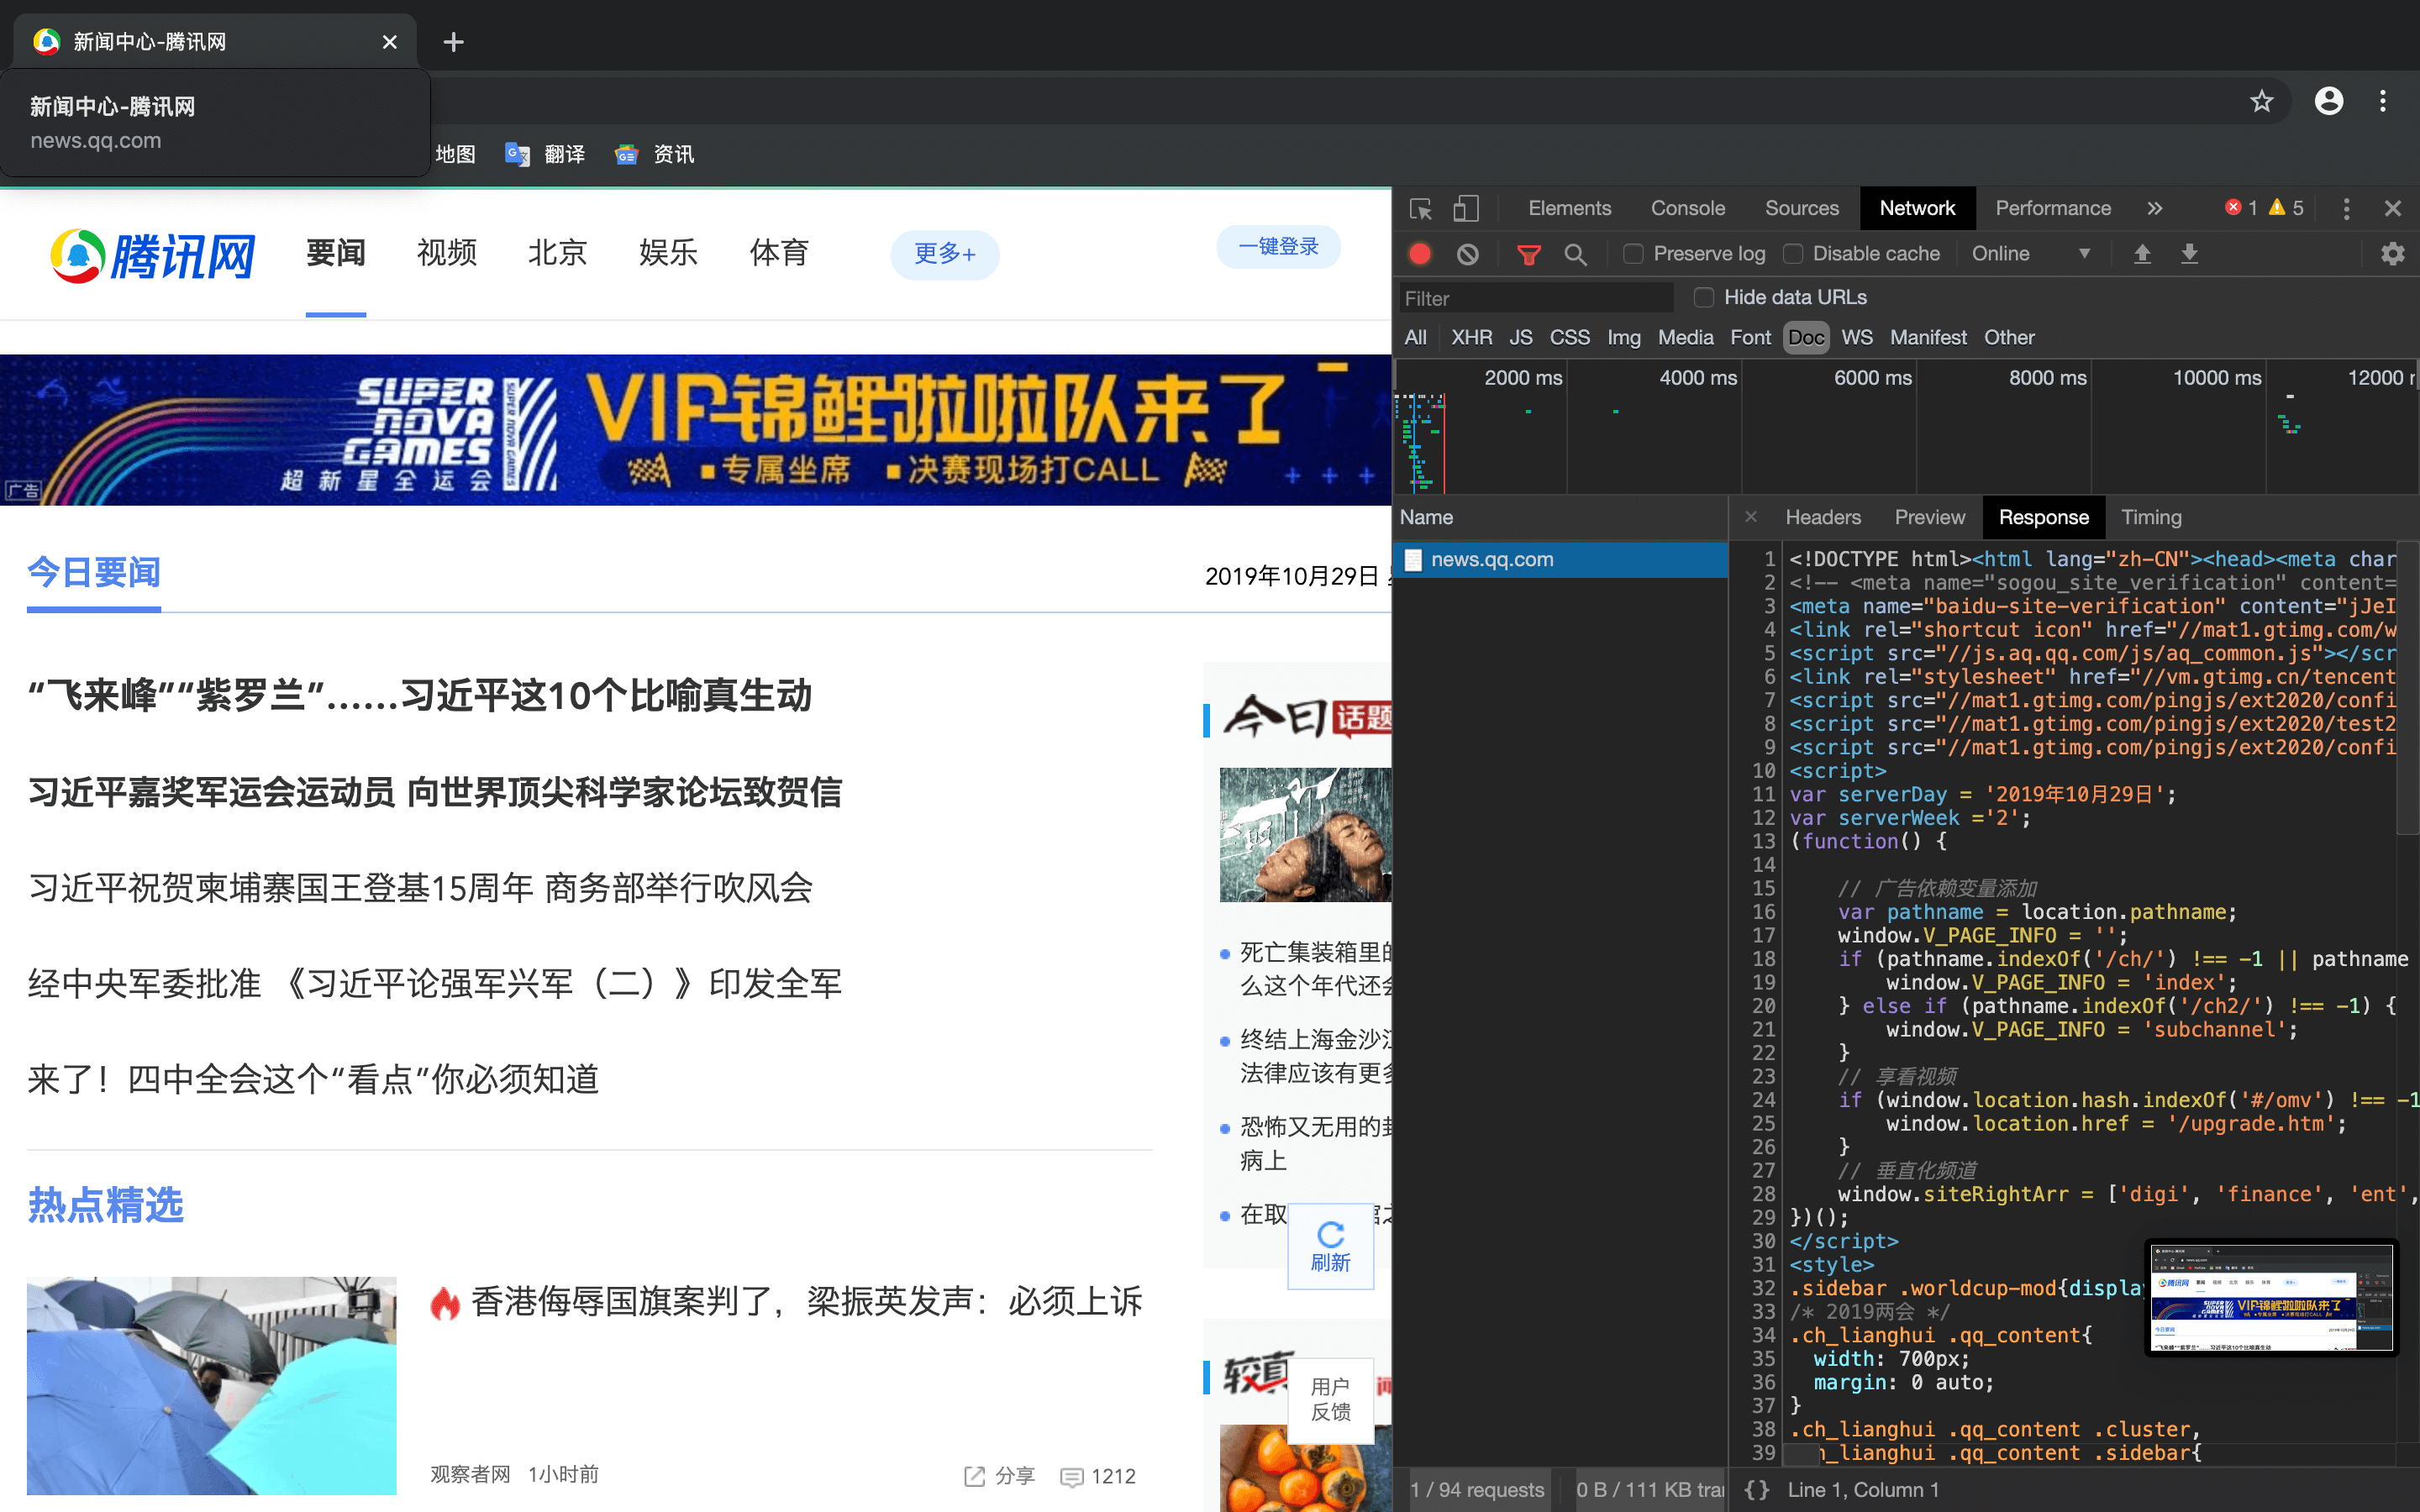 新闻中心-腾讯网
新闻中心-腾讯网
news.qq.com
地图
翻译
资讯
腾讯网
要闻
视频
北京
娱乐
体育
更多+
一键登录
SUPER
NOVA
GAMES
SUPER NOVA GAMES
超新星全运会
VIP锦鲤啦啦队来了
▪专属坐席 ▪决赛现场打CALL
广告
今日要闻
2019年10月29日
“飞来峰”“紫罗兰”……习近平这10个比喻真生动
习近平嘉奖军运会运动员 向世界顶尖科学家论坛致贺信
习近平祝贺柬埔寨国王登基15周年 商务部举行吹风会
经中央军委批准 《习近平论强军兴军（二）》印发全军
来了！四中全会这个“看点”你必须知道
今日话题
死亡集装箱里的
么这个年代还会
终结上海金沙江
法律应该有更多
恐怖又无用的封
病上
在取
刷新
热点精选
香港侮辱国旗案判了，梁振英发声：必须上诉
观察者网 1小时前
分享
1212
较真
用户
反馈
Elements
Console
Sources
Network
Performance
1
5
Preserve log
Disable cache
Online
Filter
Hide data URLs
All
XHR
JS
CSS
Img
Media
Font
Doc
WS
Manifest
Other
2000 ms
4000 ms
6000 ms
8000 ms
10000 ms
12000
Name
news.qq.com
Headers
Preview
Response
Timing
1 <!DOCTYPE html><html lang="zh-CN"><head><meta char
2 <!-- <meta name="sogou_site_verification" content=
3 <meta name="baidu-site-verification" content="jJeI
4 <link rel="shortcut icon" href="//mat1.gtimg.com/w
5 <script src="//js.aq.qq.com/js/aq_common.js"></scr
6 <link rel="stylesheet" href="//vm.gtimg.cn/tencent
7 <script src="//mat1.gtimg.com/pingjs/ext2020/confi
8 <script src="//mat1.gtimg.com/pingjs/ext2020/test2
9 <script src="//mat1.gtimg.com/pingjs/ext2020/confi
10 <script>
11 var serverDay = '2019年10月29日';
12 var serverWeek ='2';
13 (function() {
14
15 // 广告依赖变量添加
16 var pathname = location.pathname;
17 window.V_PAGE_INFO = '';
18 if (pathname.indexOf('/ch/') !== -1 || pathname
19 window.V_PAGE_INFO = 'index';
20 } else if (pathname.indexOf('/ch2/') !== -1) {
21 window.V_PAGE_INFO = 'subchannel';
22 }
23 // 享看视频
24 if (window.location.hash.indexOf('#/omv') !== -1
25 window.location.href = '/upgrade.htm';
26 }
27 // 垂直化频道
28 window.siteRightArr = ['digi', 'finance', 'ent',
29 })();
30 </script>
31 <style>
32 .sidebar .worldcup-mod{displa
33 /* 2019两会 */
34 .ch_lianghui .qq_content{
35 width: 700px;
36 margin: 0 auto;
37 }
38 .ch_lianghui .qq_content .cluster,
39 h_lianghui .qq_content .sidebar{
1 / 94 requests
0 B / 111 KB tra
{} Line 1, Column 1